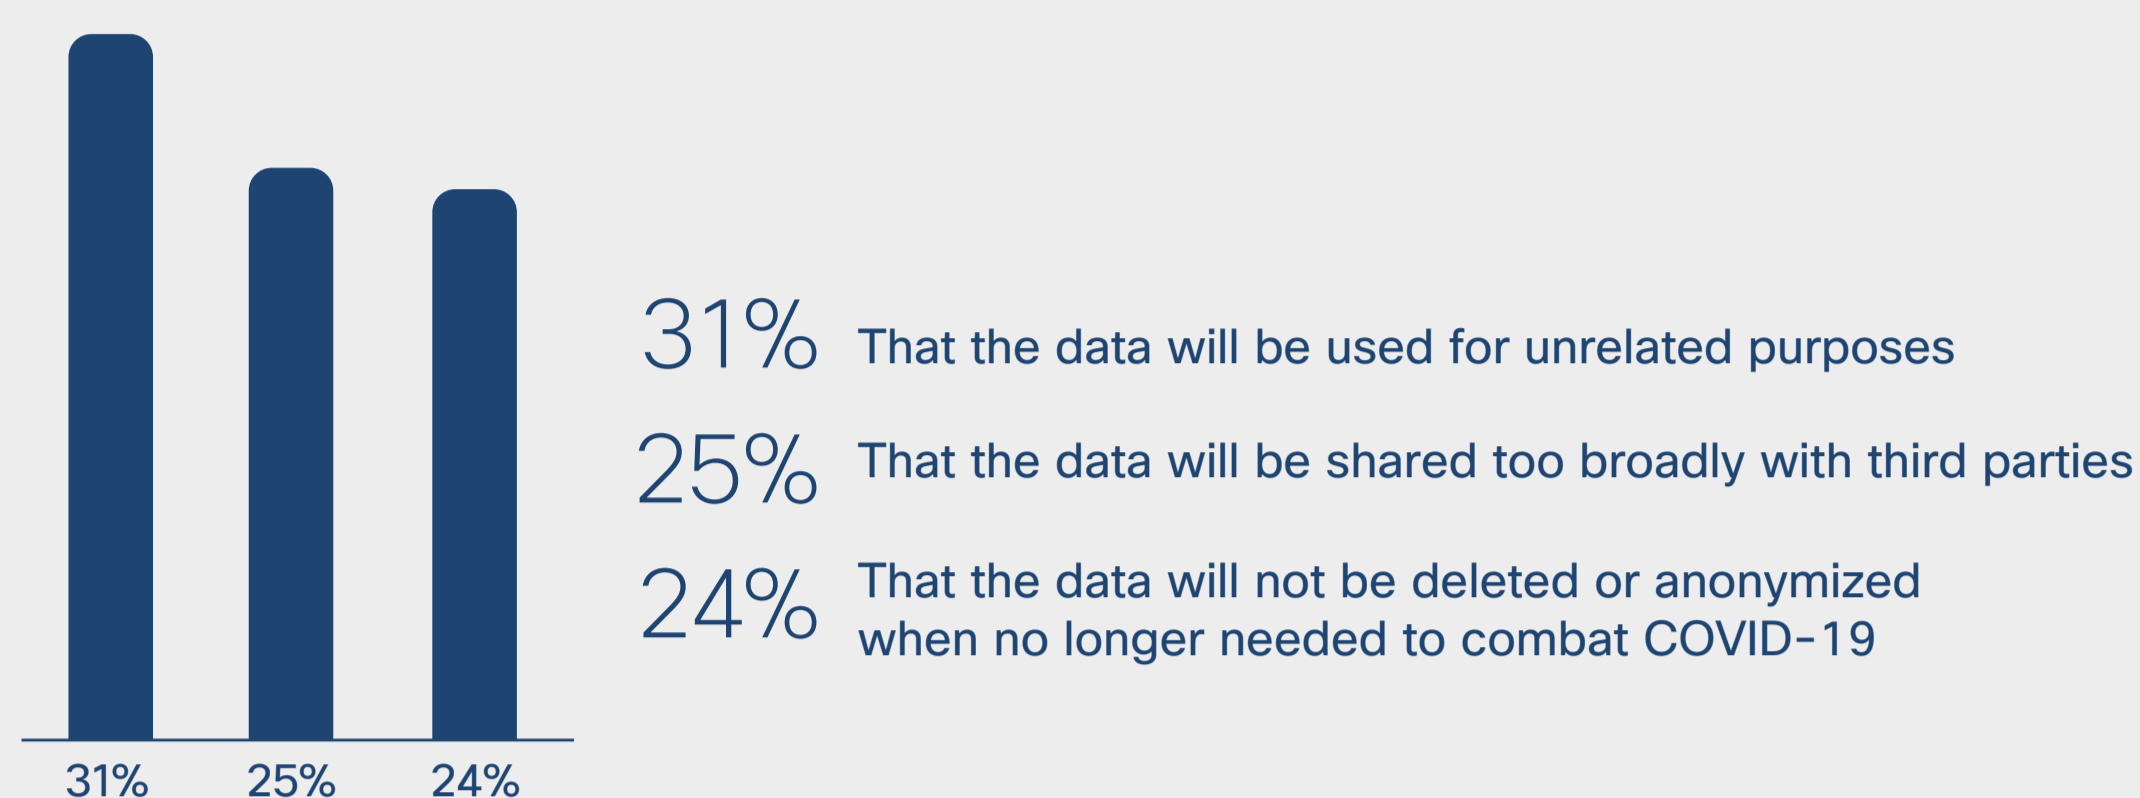 31% That the data will be used for unrelated purposes
25% That the data will be shared too broadly with third parties
24% That the data will not be deleted or anonymized
when no longer needed to combat COVID-19
31% 25% 24%